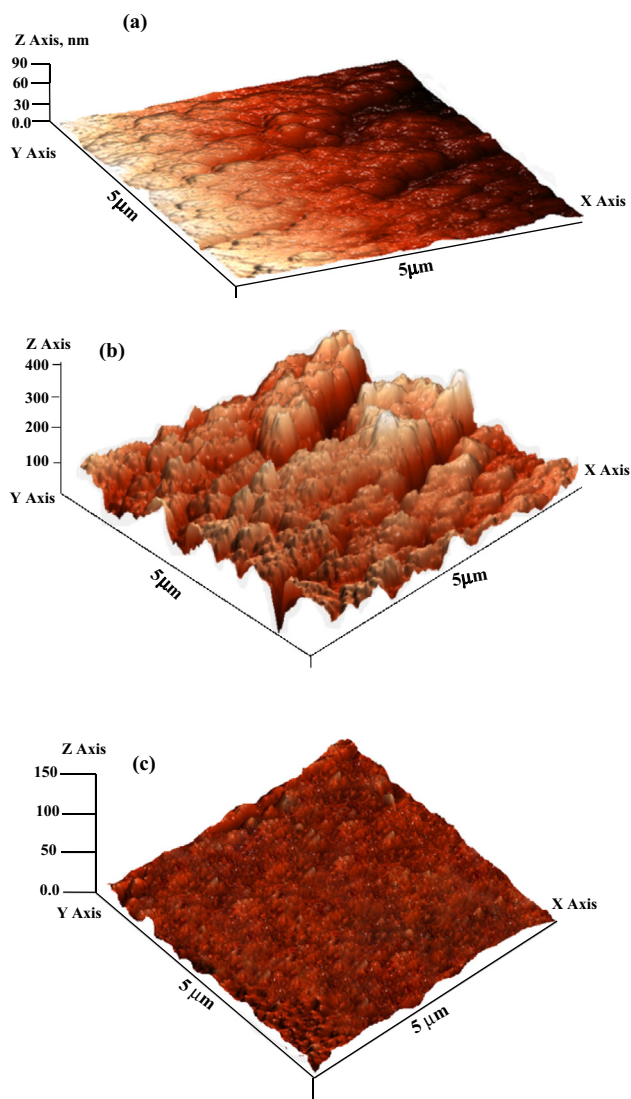 (a)
Z Axis, nm
90
60
30
0.0
Y Axis
5μm
X Axis
5μm
Z Axis
(b)
400
300
200
100
Y Axis
X Axis
5μm
5μm
Z Axis
(c)
150
100
50
0.0
Y Axis
X Axis
5 μm
5 μm